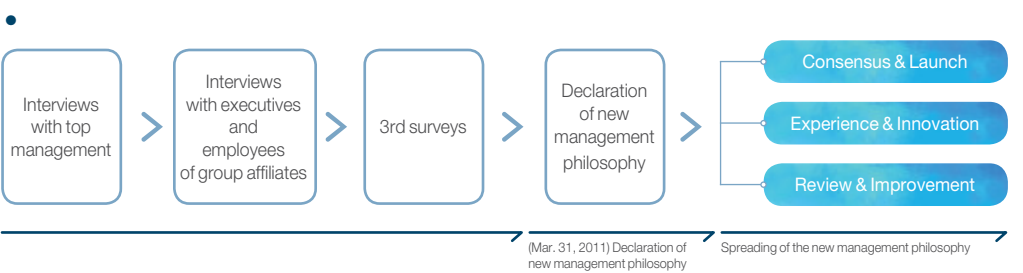 Interviews
with top
management
Interviews
with executives
and
employees
of group affiliates
3rd surveys
Declaration
of new
management
philosophy
Consensus & Launch
Experience & Innovation
Review & Improvement
(Mar. 31, 2011) Declaration of
new management philosophy
Spreading of the new management philosophy